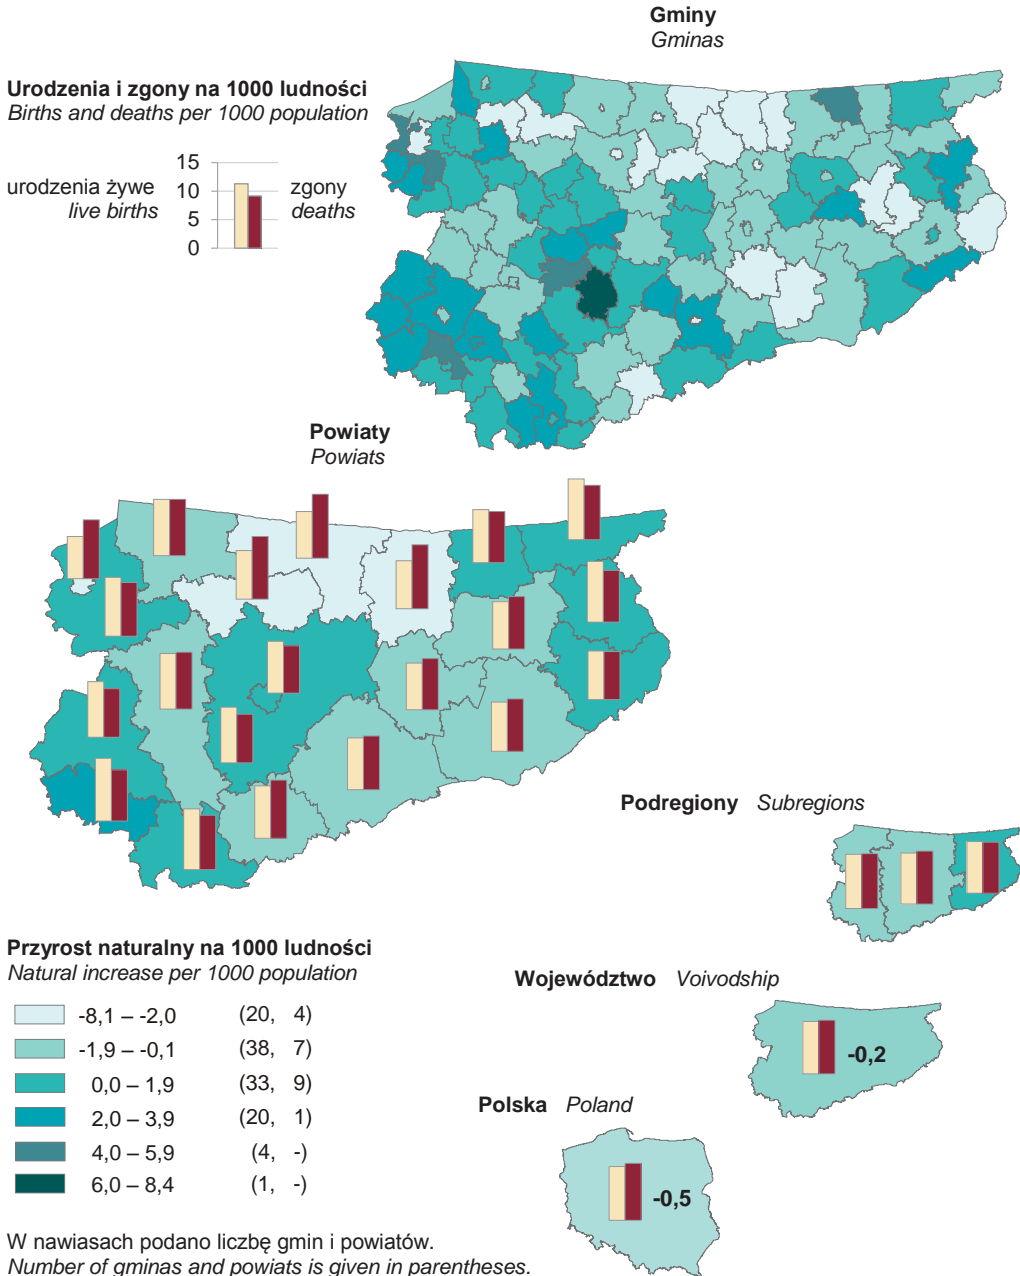 Gminy
Gminas
Urodzenia i zgony na 1000 ludności
Births and deaths per 1000 population
15
10
5
0
urodzenia żywe
live births
zgony
deaths
Powiaty
Powiats
Podregiony Subregions
Przyrost naturalny na 1000 ludności
Natural increase per 1000 population
-8,1 – -2,0 (20, 4)
-1,9 – -0,1 (38, 7)
0,0 – 1,9 (33, 9)
2,0 – 3,9 (20, 1)
4,0 – 5,9 (4, -)
6,0 – 8,4 (1, -)
Województwo Voivodship
-0,2
Polska Poland
-0,5
W nawiasach podano liczbę gmin i powiatów.
Number of gminas and powiats is given in parentheses.